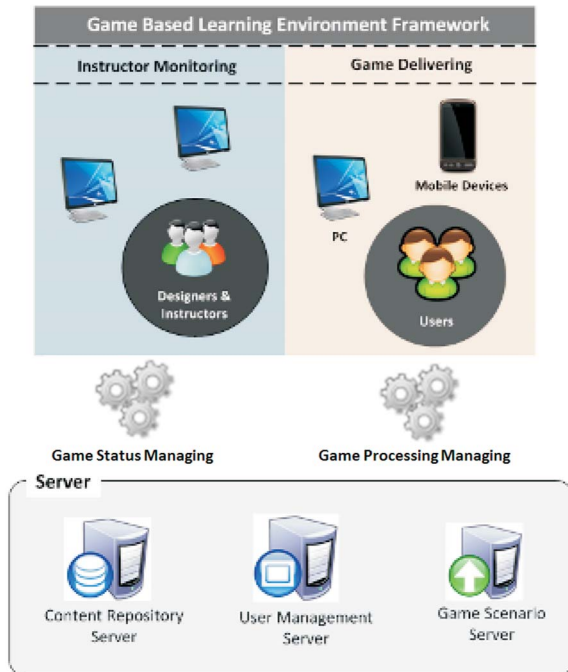 Game Based Learning Environment Framework
Instructor Monitoring
Game Delivering
Mobile Devices
PC
Designers &
Instructors
Users
Game Status Managing
Game Processing Managing
Server
Content Repository
Server
User Management
Server
Game Scenario
Server